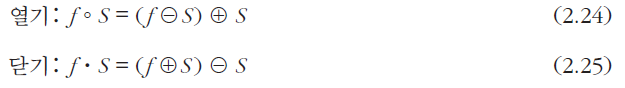 열기: f∘S = (f⊖S) ⊕ S (2.24)
닫기: f·S = (f⊕S) ⊖ S (2.25)